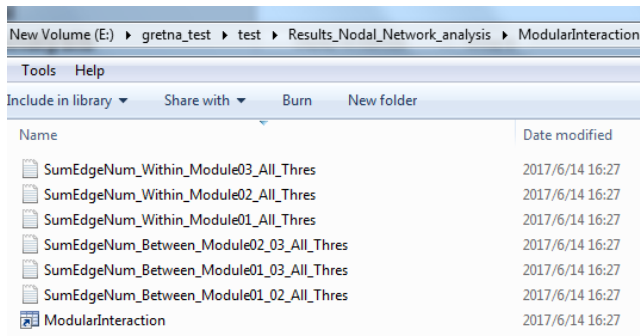 New Volume (E:) ▸ gretna_test ▸ test ▸ Results_Nodal_Network_analysis ▸ ModularInteraction
Tools Help
Include in library ▾ Share with ▾ Burn New folder
Name Date modified
SumEdgeNum_Within_Module03_All_Thres 2017/6/14 16:27
SumEdgeNum_Within_Module02_All_Thres 2017/6/14 16:27
SumEdgeNum_Within_Module01_All_Thres 2017/6/14 16:27
SumEdgeNum_Between_Module02_03_All_Thres 2017/6/14 16:27
SumEdgeNum_Between_Module01_03_All_Thres 2017/6/14 16:27
SumEdgeNum_Between_Module01_02_All_Thres 2017/6/14 16:27
ModularInteraction 2017/6/14 16:27